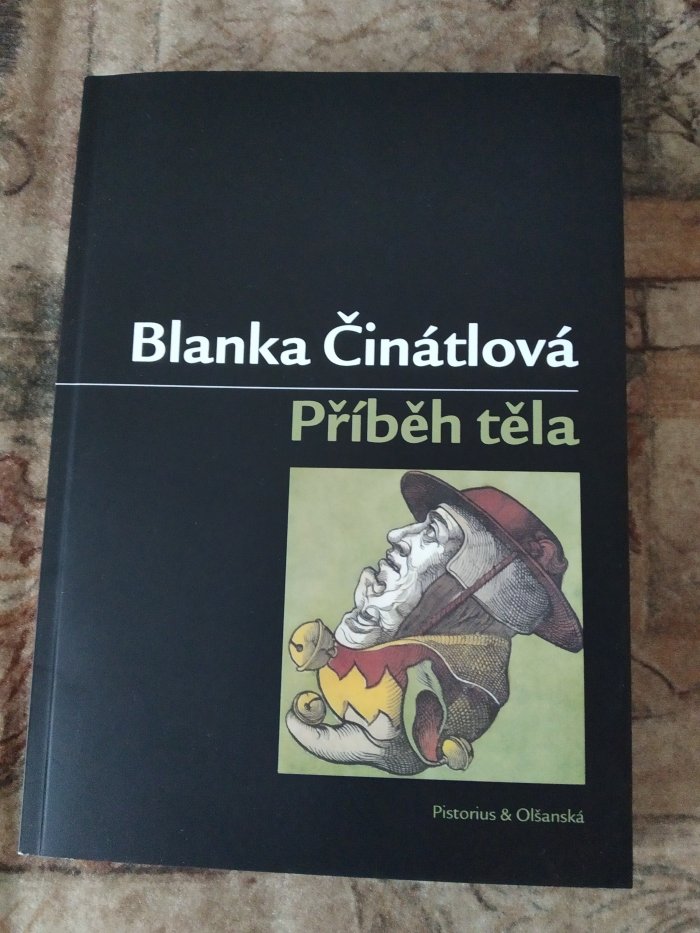 Blanka Činátlová
Příběh těla
Pistorius & Olšanská